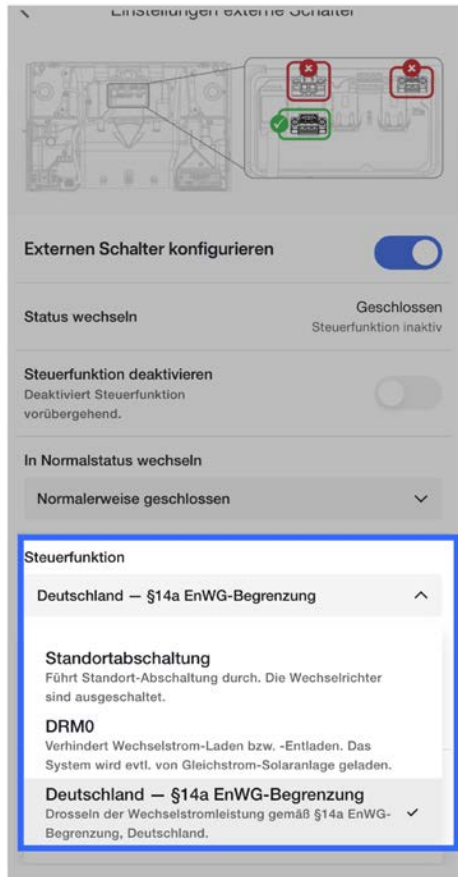 Einstellungen externe Schalter
Externen Schalter konfigurieren
Status wechseln
Geschlossen
Steuerfunktion inaktiv
Steuerfunktion deaktivieren
Deaktiviert Steuerfunktion
vorübergehend.
In Normalstatus wechseln
Normalerweise geschlossen
Steuerfunktion
Deutschland — §14a EnWG-Begrenzung
Standortabschaltung
Führt Standort-Abschaltung durch. Die Wechselrichter
sind ausgeschaltet.
DRM0
Verhindert Wechselstrom-Laden bzw. -Entladen. Das
System wird evtl. von Gleichstrom-Solaranlage geladen.
Deutschland — §14a EnWG-Begrenzung
Drosseln der Wechselstromleistung gemäß §14a EnWG-
Begrenzung, Deutschland.